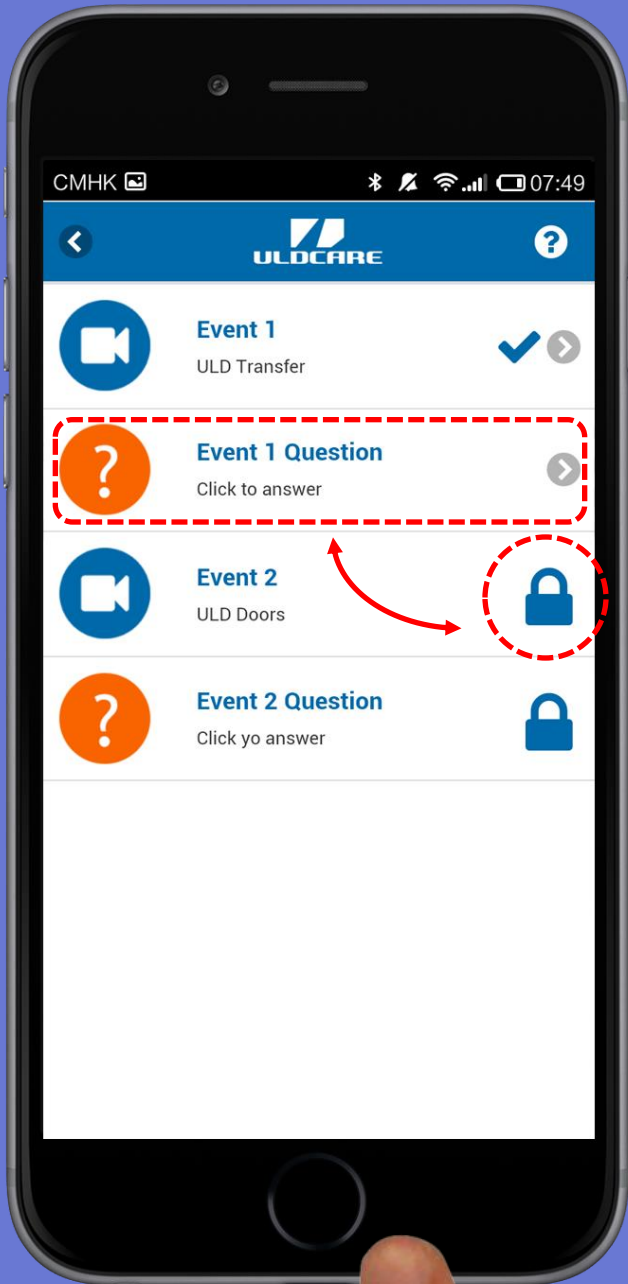 CMHK 07:49
ULDCARE
Event 1
ULD Transfer
Event 1 Question
Click to answer
Event 2
ULD Doors
Event 2 Question
Click yo answer